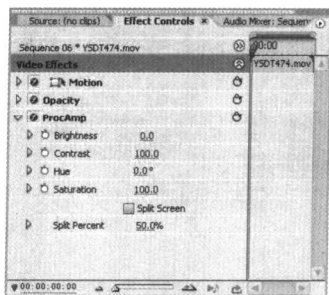 Source: (no clips) Effect Controls × Audio Mixer: Sequen
Sequence 06 * YSDT474.mov 00:00
Video Effects YSDT474.mov
Motion
Opacity
ProcAmp
Brightness 0.0
Contrast 100.0
Hue 0.0°
Saturation 100.0
Split Screen
Split Percent 50.0%
00:00:00:00